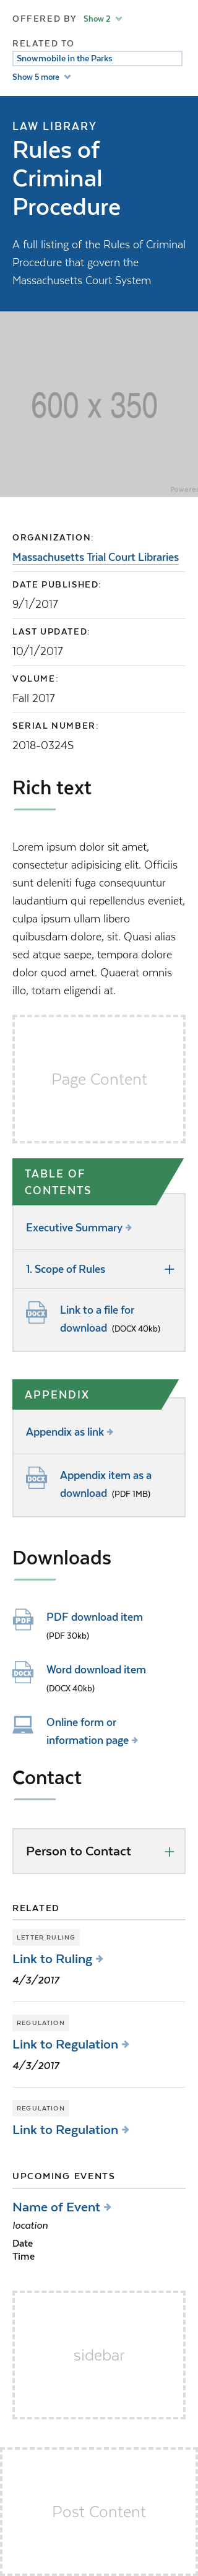 OFFERED BY Show 2
RELATED TO
Snowmobile in the Parks
Show 5 more
LAW LIBRARY
Rules of
Criminal
Procedure
A full listing of the Rules of Criminal
Procedure that govern the
Massachusetts Court System
600 x 350
Powere
ORGANIZATION:
Massachusetts Trial Court Libraries
DATE PUBLISHED:
9/1/2017
LAST UPDATED:
10/1/2017
VOLUME:
Fall 2017
SERIAL NUMBER:
2018-0324S
Rich text
Lorem ipsum dolor sit amet,
consectetur adipisicing elit. Officiis
sunt deleniti fuga consequuntur
laudantium qui repellendus eveniet,
culpa ipsum ullam libero
quibusdam dolore, sit. Quasi alias
sed atque saepe, tempora dolore
dolor quod amet. Quaerat omnis
illo, totam eligendi at.
Page Content
TABLE OF
CONTENTS
Executive Summary
1. Scope of Rules
DOCX Link to a file for
download (DOCX 40kb)
APPENDIX
Appendix as link
DOCX Appendix item as a
download (PDF 1MB)
Downloads
PDF PDF download item
(PDF 30kb)
DOCX Word download item
(DOCX 40kb)
Online form or
information page
Contact
Person to Contact
RELATED
LETTER RULING
Link to Ruling
4/3/2017
REGULATION
Link to Regulation
4/3/2017
REGULATION
Link to Regulation
UPCOMING EVENTS
Name of Event
location
Date
Time
sidebar
Post Content